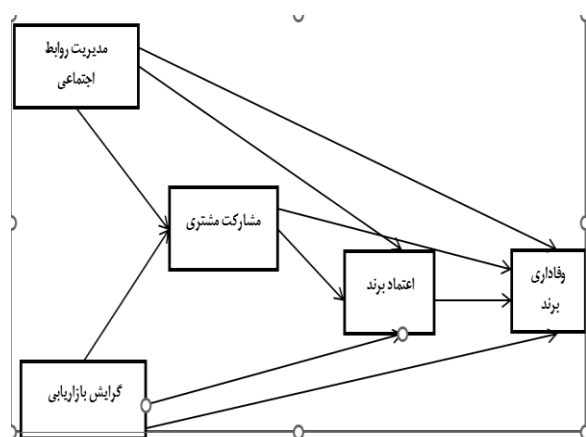 مدیریت روابط
اجتماعی
مشارکت مشتری
اعتماد برند
وفاداری
برند
گرایش بازاریابی